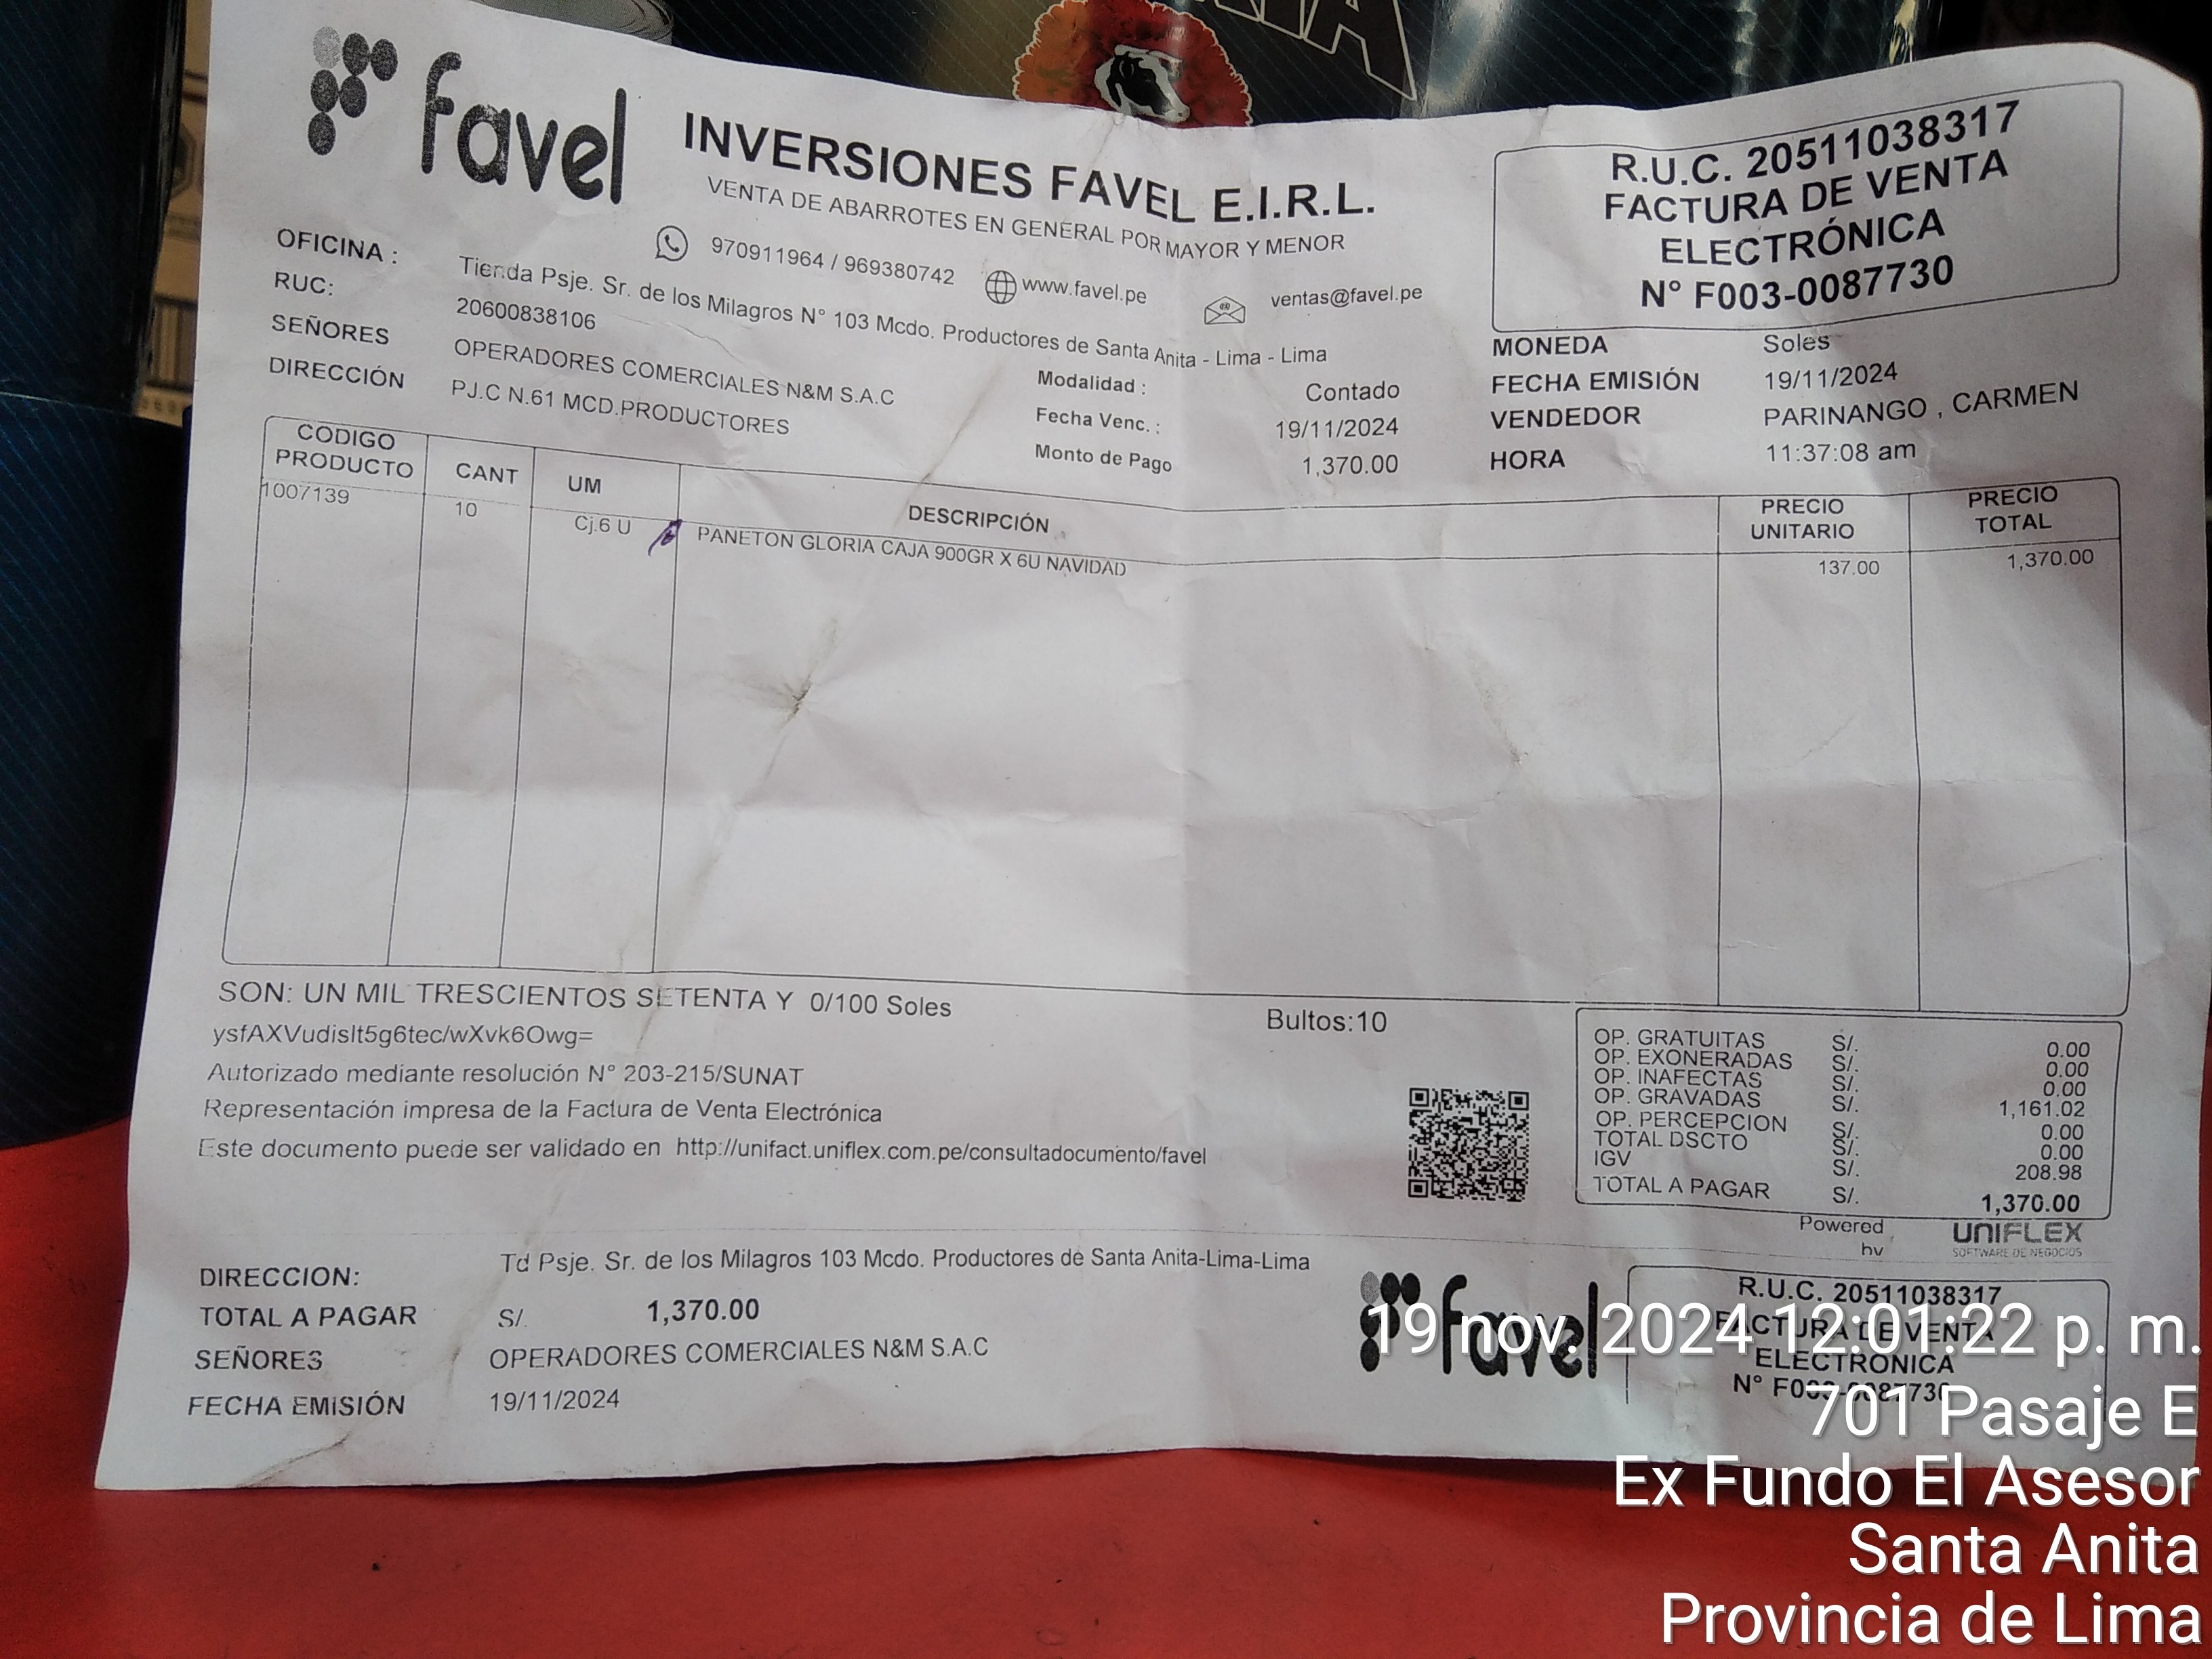 favel
INVERSIONES FAVEL E.I.R.L.
VENTA DE ABARROTES EN GENERAL POR MAYOR Y MENOR
970911964 / 969380742 www.favel.pe ventas@favel.pe
R.U.C. 20511038317
FACTURA DE VENTA
ELECTRÓNICA
N° F003-0087730
OFICINA : Tienda Psje. Sr. de los Milagros N° 103 Mcdo. Productores de Santa Anita - Lima - Lima
RUC: 20600838106
SEÑORES OPERADORES COMERCIALES N&M S.A.C
DIRECCIÓN PJ.C N.61 MCD.PRODUCTORES
Modalidad : Contado
Fecha Venc. : 19/11/2024
Monto de Pago 1,370.00
MONEDA Soles
FECHA EMISIÓN 19/11/2024
VENDEDOR PARINANGO , CARMEN
HORA 11:37:08 am
CODIGO PRODUCTO CANT UM DESCRIPCIÓN PRECIO UNITARIO PRECIO TOTAL
1007139 10 Cj.6 U PANETON GLORIA CAJA 900GR X 6U NAVIDAD 137.00 1,370.00
SON: UN MIL TRESCIENTOS SETENTA Y 0/100 Soles
Bultos:10
ysfAXVudislt5g6tec/wXvk6Owg=
Autorizado mediante resolución N° 203-215/SUNAT
Representación impresa de la Factura de Venta Electrónica
Este documento puede ser validado en http://unifact.uniflex.com.pe/consultadocumento/favel
OP. GRATUITAS S/. 0.00
OP. EXONERADAS S/. 0.00
OP. INAFECTAS S/. 0.00
OP. GRAVADAS S/. 1,161.02
OP. PERCEPCION S/. 0.00
TOTAL DSCTO S/. 0.00
IGV S/. 208.98
TOTAL A PAGAR S/. 1,370.00
Powered by UNIFLEX
SOFTWARE DE NEGOCIOS
DIRECCION: Td Psje. Sr. de los Milagros 103 Mcdo. Productores de Santa Anita-Lima-Lima
TOTAL A PAGAR S/. 1,370.00
SEÑORES OPERADORES COMERCIALES N&M S.A.C
FECHA EMISIÓN 19/11/2024
favel
R.U.C. 20511038317
FACTURA DE VENTA
ELECTRONICA
N° F003-0087730
19 nov. 2024 12:01:22 p. m.
701 Pasaje E
Ex Fundo El Asesor
Santa Anita
Provincia de Lima